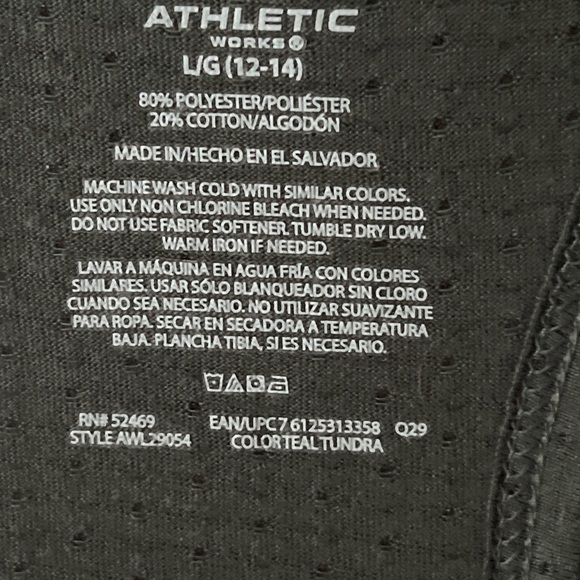 ATHLETIC
WORKS®
L/G (12-14)
80% POLYESTER/POLIÉSTER
20% COTTON/ALGODÓN
MADE IN/HECHO EN EL SALVADOR
MACHINE WASH COLD WITH SIMILAR COLORS.
USE ONLY NON CHLORINE BLEACH WHEN NEEDED.
DO NOT USE FABRIC SOFTENER. TUMBLE DRY LOW.
WARM IRON IF NEEDED.
LAVAR A MÁQUINA EN AGUA FRÍA CON COLORES
SIMILARES. USAR SÓLO BLANQUEADOR SIN CLORO
CUANDO SEA NECESARIO. NO UTILIZAR SUAVIZANTE
PARA ROPA. SECAR EN SECADORA A TEMPERATURA
BAJA. PLANCHA TIBIA, SI ES NECESARIO.
RN# 52469 EAN/UPC 7 6125313358 Q29
STYLE AWL29054 COLOR TEAL TUNDRA